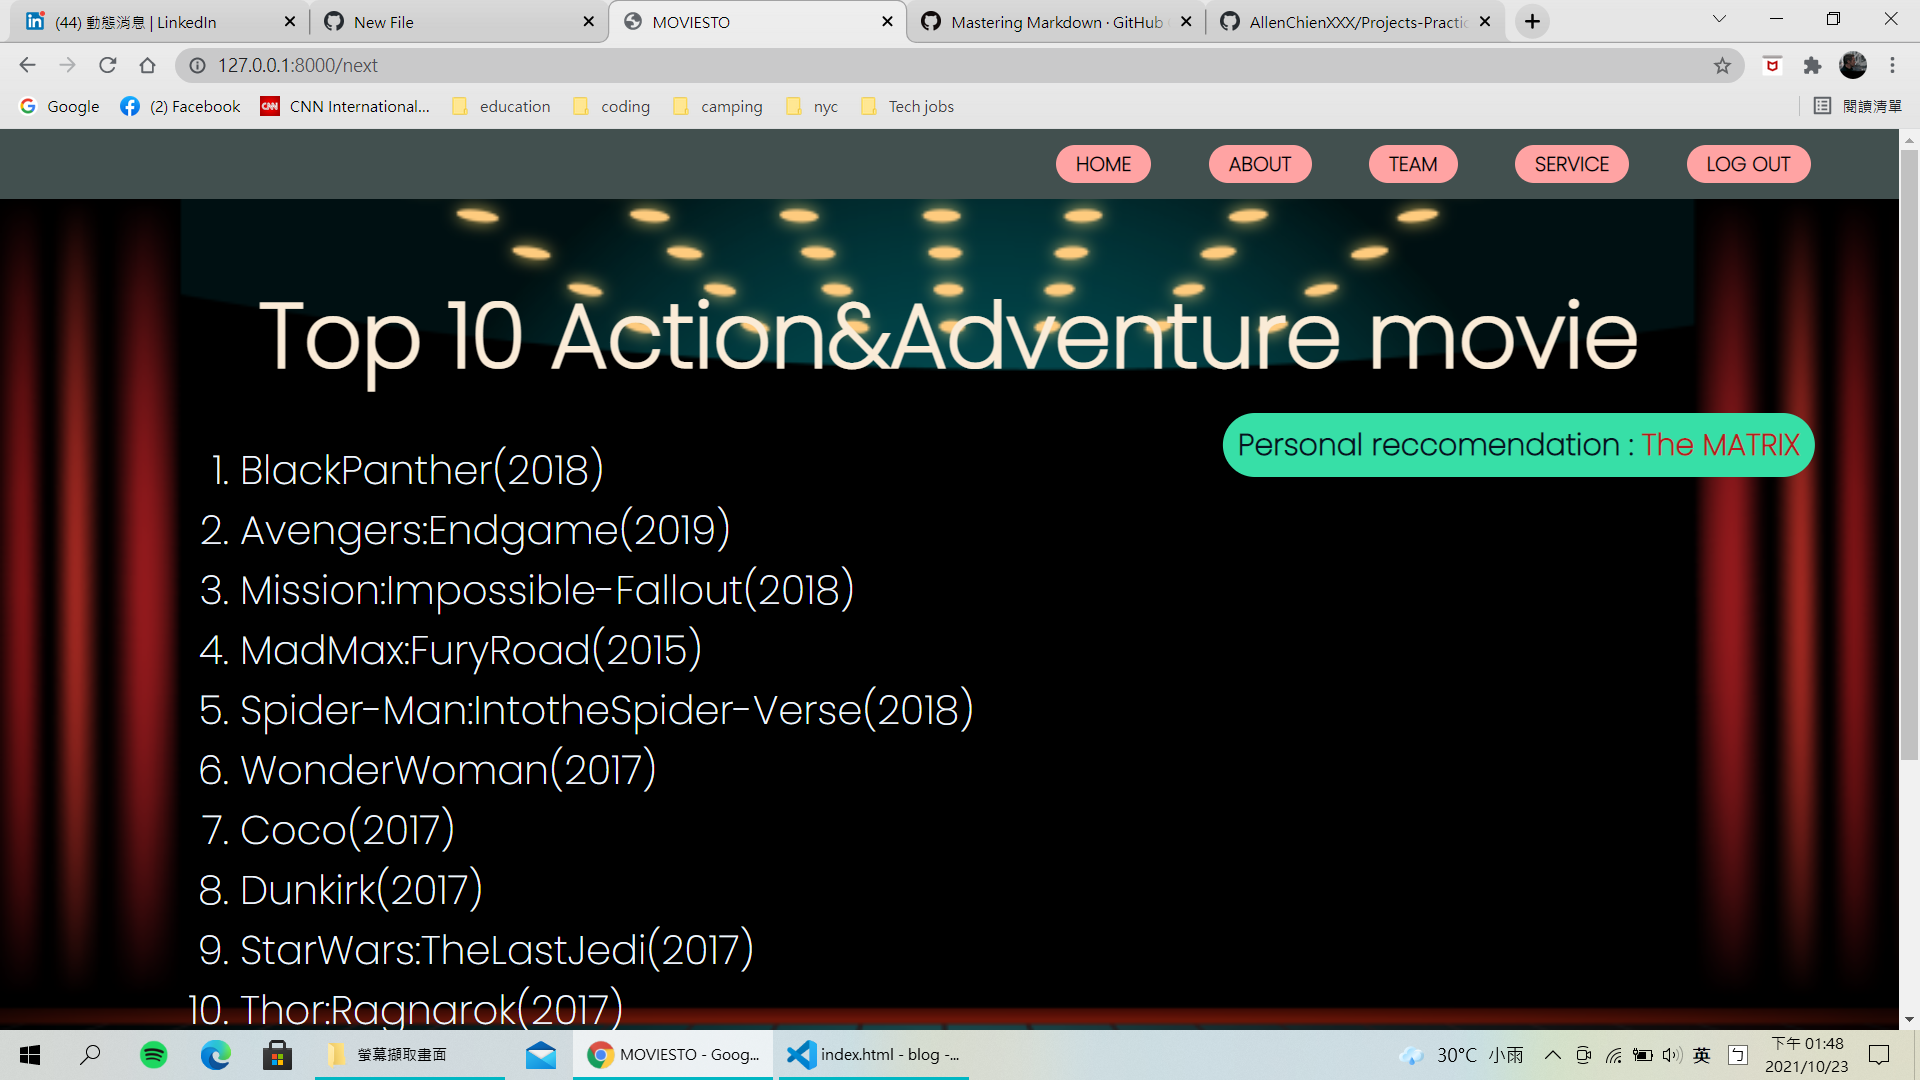 (44) 動態消息 | LinkedIn
New File
MOVIESTO
Mastering Markdown · GitHub
AllenChienXXX/Projects-Practic
127.0.0.1:8000/next
Google
(2) Facebook
CNN International...
education
coding
camping
nyc
Tech jobs
閱讀清單
HOME
ABOUT
TEAM
SERVICE
LOG OUT
Top 10 Action&Adventure movie
Personal reccomendation : The MATRIX
1. BlackPanther(2018)
2. Avengers:Endgame(2019)
3. Mission:Impossible-Fallout(2018)
4. MadMax:FuryRoad(2015)
5. Spider-Man:IntotheSpider-Verse(2018)
6. WonderWoman(2017)
7. Coco(2017)
8. Dunkirk(2017)
9. StarWars:TheLastJedi(2017)
10. Thor:Ragnarok(2017)
螢幕擷取畫面
MOVIESTO - Goog...
index.html - blog -...
30°C 小雨
英
ㄅ
下午 01:48
2021/10/23